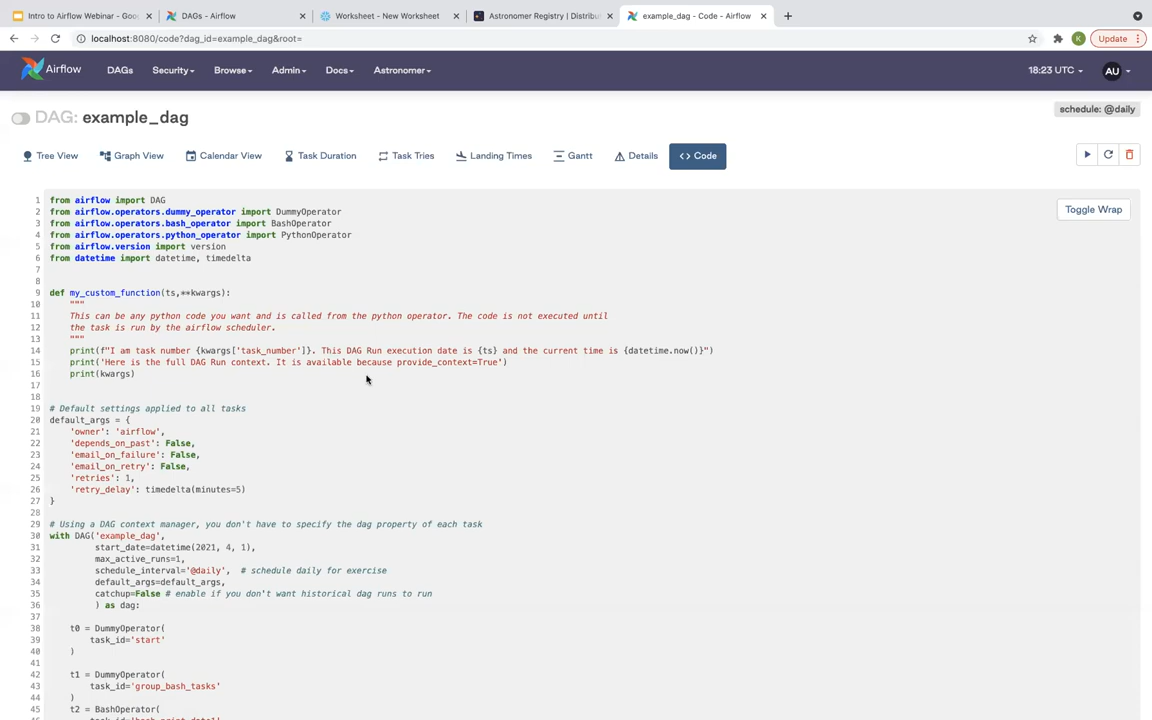 Intro to Airflow Webinar - Goo
DAGs - Airflow
Worksheet - New Worksheet
Astronomer Registry | Distribu
example_dag - Code - Airflow
localhost:8080/code?dag_id=example_dag&root=
K
Update
Airflow
DAGs
Security
Browse
Admin
Docs
Astronomer
18:23 UTC
AU
DAG: example_dag
schedule: @daily
Tree View
Graph View
Calendar View
Task Duration
Task Tries
Landing Times
Gantt
Details
<> Code
Toggle Wrap
1 from airflow import DAG
2 from airflow.operators.dummy_operator import DummyOperator
3 from airflow.operators.bash_operator import BashOperator
4 from airflow.operators.python_operator import PythonOperator
5 from airflow.version import version
6 from datetime import datetime, timedelta
7
8
9 def my_custom_function(ts,**kwargs):
10     """
11     This can be any python code you want and is called from the python operator. The code is not executed until
12     the task is run by the airflow scheduler.
13     """
14     print(f"I am task number {kwargs['task_number']}. This DAG Run execution date is {ts} and the current time is {datetime.now()}")
15     print('Here is the full DAG Run context. It is available because provide_context=True')
16     print(kwargs)
17
18
19 # Default settings applied to all tasks
20 default_args = {
21     'owner': 'airflow',
22     'depends_on_past': False,
23     'email_on_failure': False,
24     'email_on_retry': False,
25     'retries': 1,
26     'retry_delay': timedelta(minutes=5)
27 }
28
29 # Using a DAG context manager, you don't have to specify the dag property of each task
30 with DAG('example_dag',
31          start_date=datetime(2021, 4, 1),
32          max_active_runs=1,
33          schedule_interval='@daily',  # schedule daily for exercise
34          default_args=default_args,
35          catchup=False # enable if you don't want historical dag runs to run
36          ) as dag:
37
38     t0 = DummyOperator(
39         task_id='start'
40     )
41
42     t1 = DummyOperator(
43         task_id='group_bash_tasks'
44     )
45     t2 = BashOperator(